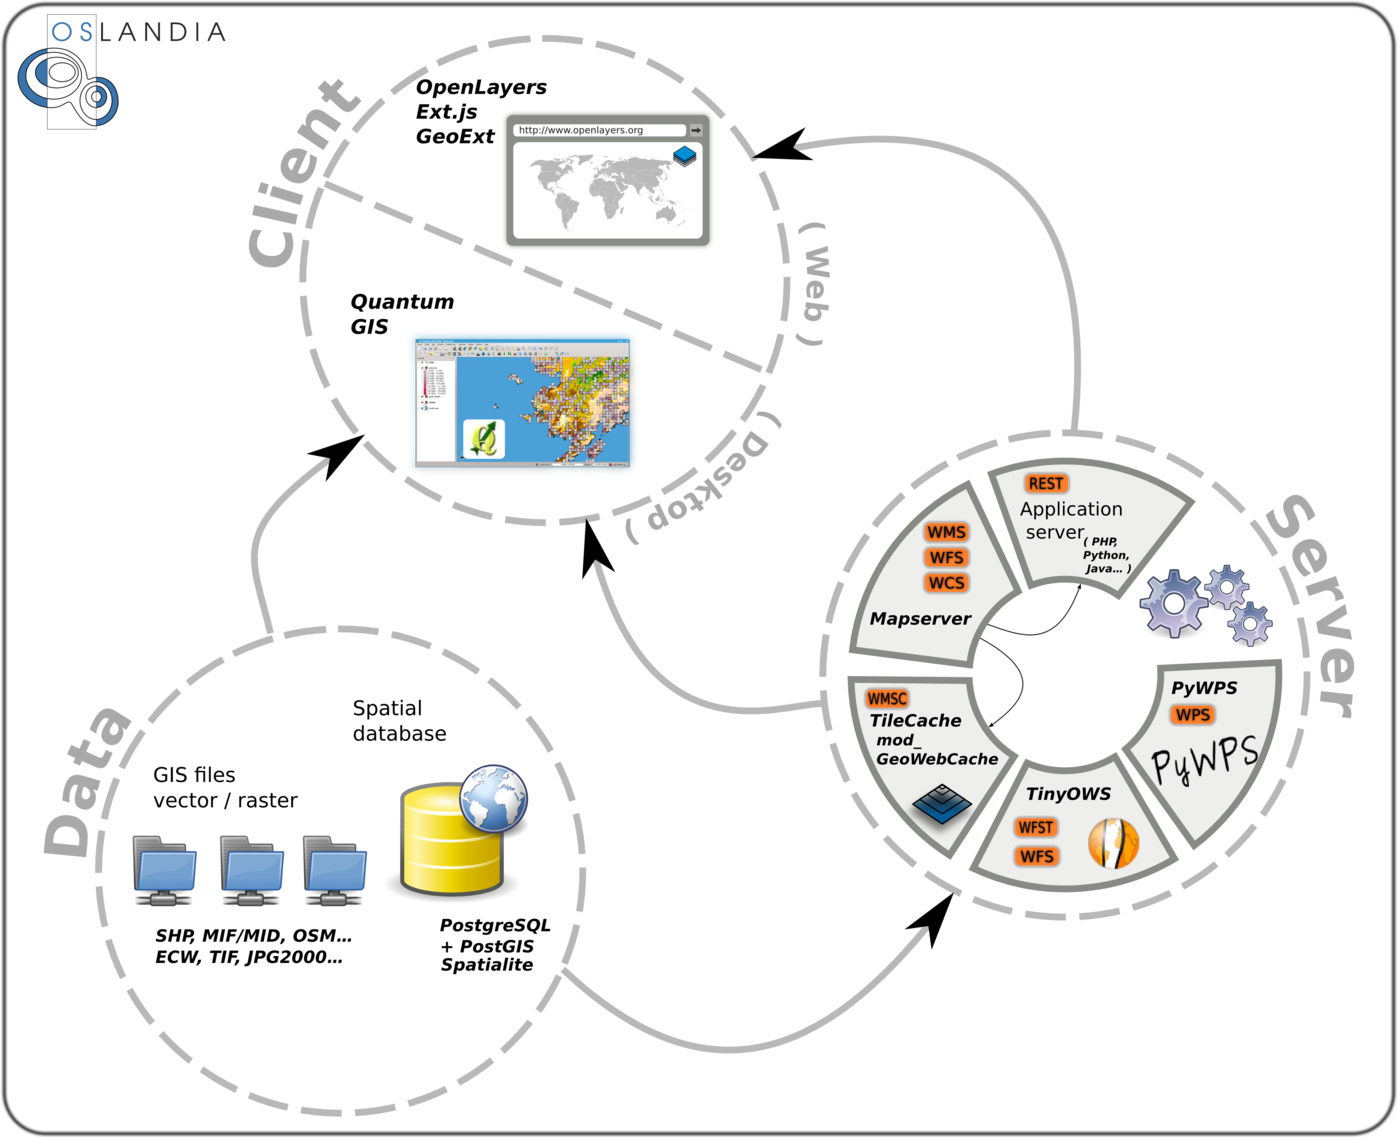 OSLANDIA
Client
OpenLayers
Ext.js
GeoExt
http://www.openlayers.org
( Web )
Quantum
GIS
( Desktop )
Server
REST
Application
server
( PHP,
Python,
Java... )
WMS
WFS
WCS
Mapserver
WMSC
TileCache
mod_
GeoWebCache
TinyOWS
WFST
WFS
PyWPS
WPS
PyWPS
Data
Spatial
database
GIS files
vector / raster
SHP, MIF/MID, OSM...
ECW, TIF, JPG2000...
PostgreSQL
+ PostGIS
Spatialite